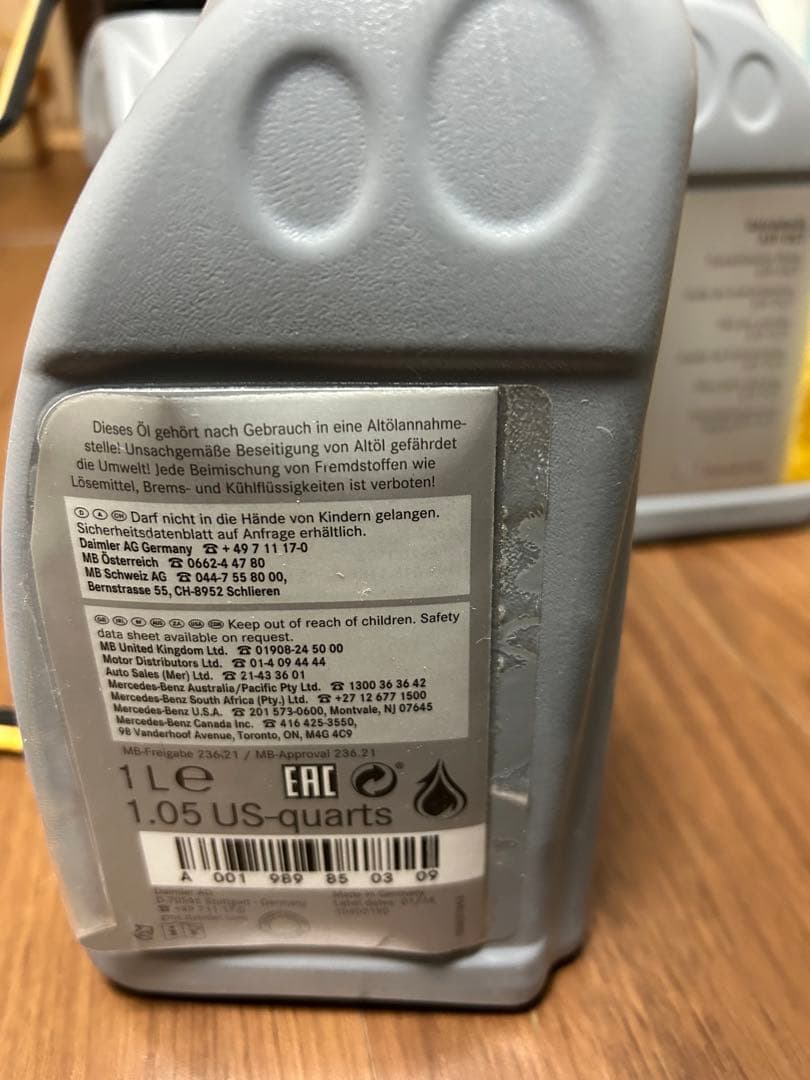 Dieses Öl gehört nach Gebrauch in eine Altölannahme-
stelle! Unsachgemäße Beseitigung von Altöl gefährdet
die Umwelt! Jede Beimischung von Fremdstoffen wie
Lösemittel, Brems- und Kühlflüssigkeiten ist verboten!
D A CH Darf nicht in die Hände von Kindern gelangen.
Sicherheitsdatenblatt auf Anfrage erhältlich.
Daimler AG Germany ☎ + 49 7 11 17-0
MB Österreich ☎ 0662-4 47 80
MB Schweiz AG ☎ 044-7 55 80 00,
Bernstrasse 55, CH-8952 Schlieren
Keep out of reach of children. Safety
data sheet available on request.
MB United Kingdom Ltd. ☎ 01908-24 50 00
Motor Distributors Ltd. ☎ 01-4 09 44 44
Auto Sales (Mer) Ltd. ☎ 21-43 36 01
Mercedes-Benz Australia/Pacific Pty Ltd. ☎ 1300 36 36 42
Mercedes-Benz South Africa (Pty.) Ltd. ☎ +27 12 677 1500
Mercedes-Benz U.S.A. ☎ 201 573-0600, Montvale, NJ 07645
Mercedes-Benz Canada Inc. ☎ 416 425-3550,
98 Vanderhoof Avenue, Toronto, ON, M4G 4C9
MB-Freigabe 236.21 / MB-Approval 236.21
1 L ℮ EAC ®
1.05 US-quarts
A 001 989 85 03 09
Daimler AG Made in Germany
Stuttgart - Germany Label date: